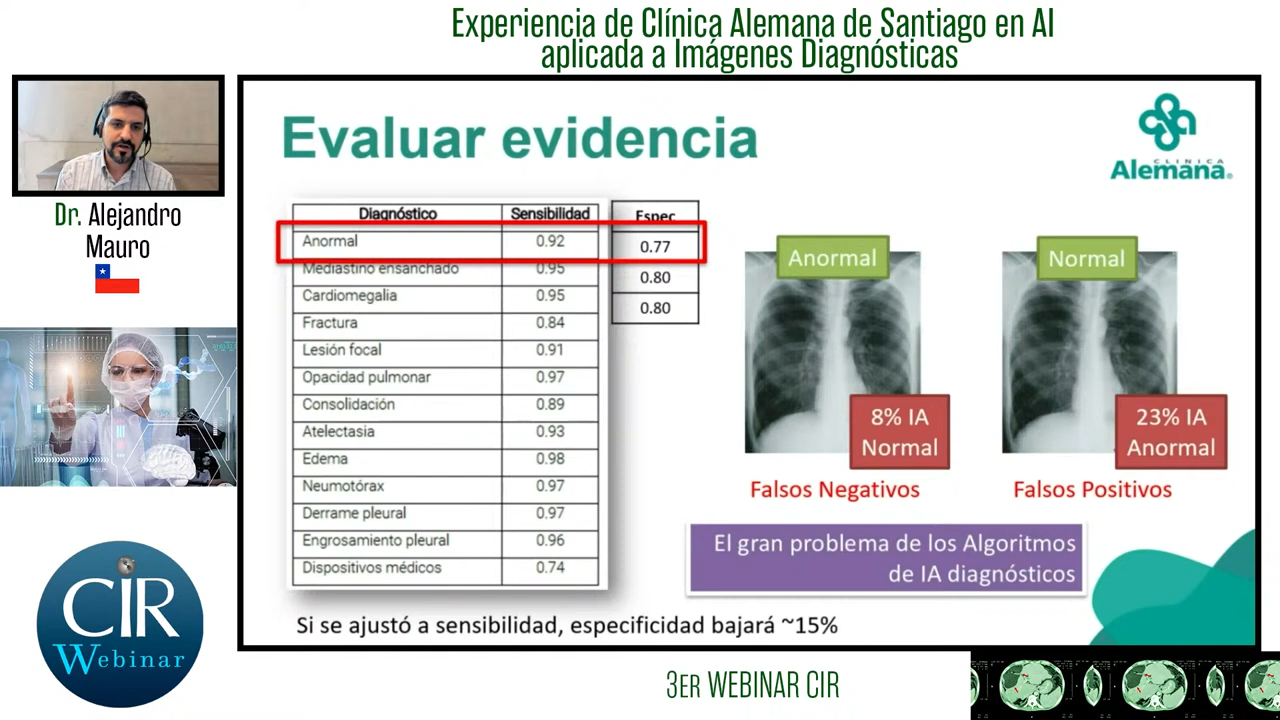 Experiencia de Clínica Alemana de Santiago en AI
aplicada a Imágenes Diagnósticas
Dr. Alejandro
Mauro
Evaluar evidencia
CLINICA
Alemana
Diagnóstico Sensibilidad Espec
Anormal 0.92 0.77
Mediastino ensanchado 0.95 0.80
Cardiomegalia 0.95 0.80
Fractura 0.84
Lesión focal 0.91
Opacidad pulmonar 0.97
Consolidación 0.89
Atelectasia 0.93
Edema 0.98
Neumotórax 0.97
Derrame pleural 0.97
Engrosamiento pleural 0.96
Dispositivos médicos 0.74
Anormal
8% IA
Normal
Falsos Negativos
Normal
23% IA
Anormal
Falsos Positivos
El gran problema de los Algoritmos
de IA diagnósticos
Si se ajustó a sensibilidad, especificidad bajará ~15%
CIR
Webinar
3ER WEBINAR CIR